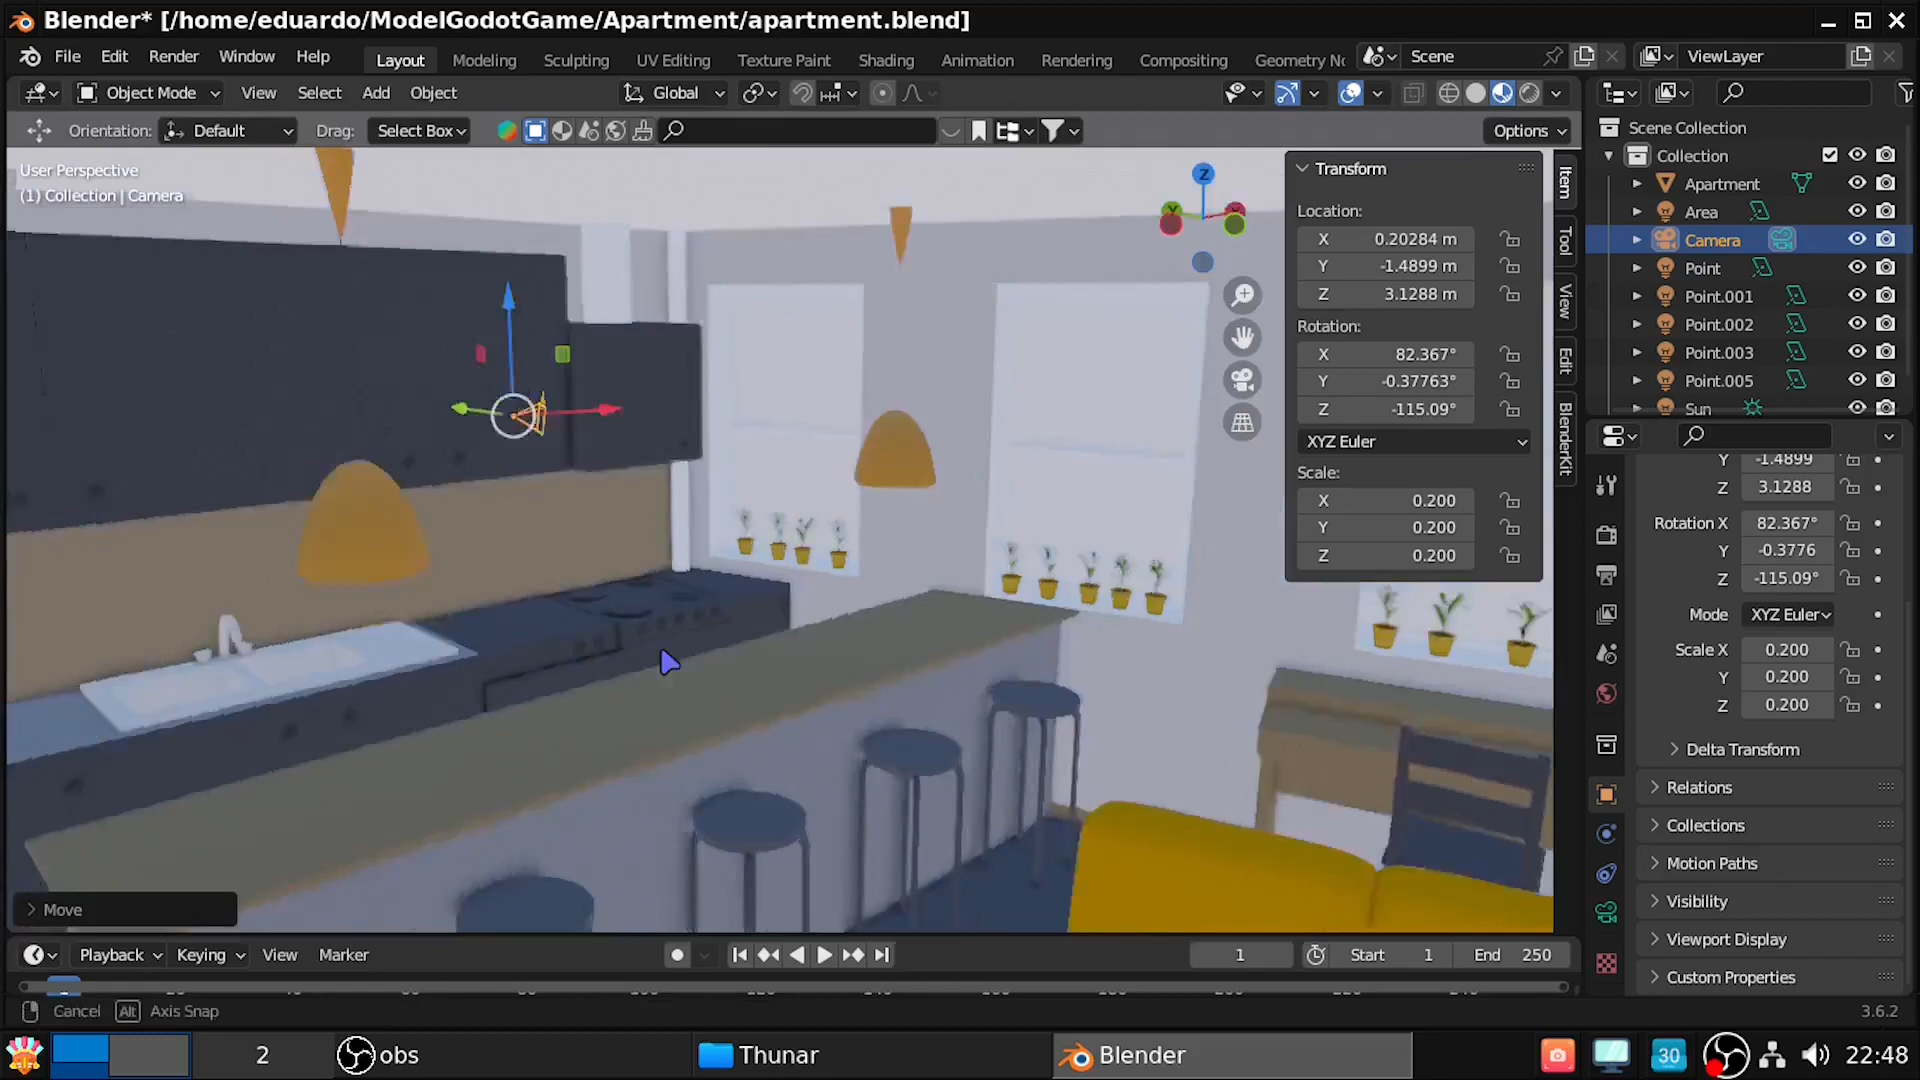 Blender* [/home/eduardo/ModelGodotGame/Apartment/apartment.blend]
File Edit Render Window Help Layout Modeling Sculpting UV Editing Texture Paint Shading Animation Rendering Compositing Geometry No Scene ViewLayer
Object Mode View Select Add Object Global
Orientation: Default Drag: Select Box Options
User Perspective
(1) Collection | Camera
Z
Y
Transform
Location:
X 0.20284 m
Y -1.4899 m
Z 3.1288 m
Rotation:
X 82.367°
Y -0.37763°
Z -115.09°
XYZ Euler
Scale:
X 0.200
Y 0.200
Z 0.200
Item
Tool
View
Edit
BlenderKit
Scene Collection
Collection
Apartment
Area
Camera
Point
Point.001
Point.002
Point.003
Point.005
Sun
Y -1.4899
Z 3.1288
Rotation X 82.367°
Y -0.3776
Z -115.09°
Mode XYZ Euler
Scale X 0.200
Y 0.200
Z 0.200
Delta Transform
Relations
Collections
Motion Paths
Visibility
Viewport Display
Custom Properties
Move
Playback Keying View Marker 1 Start 1 End 250
Cancel Alt Axis Snap 3.6.2
2 obs Thunar Blender 30 22:48